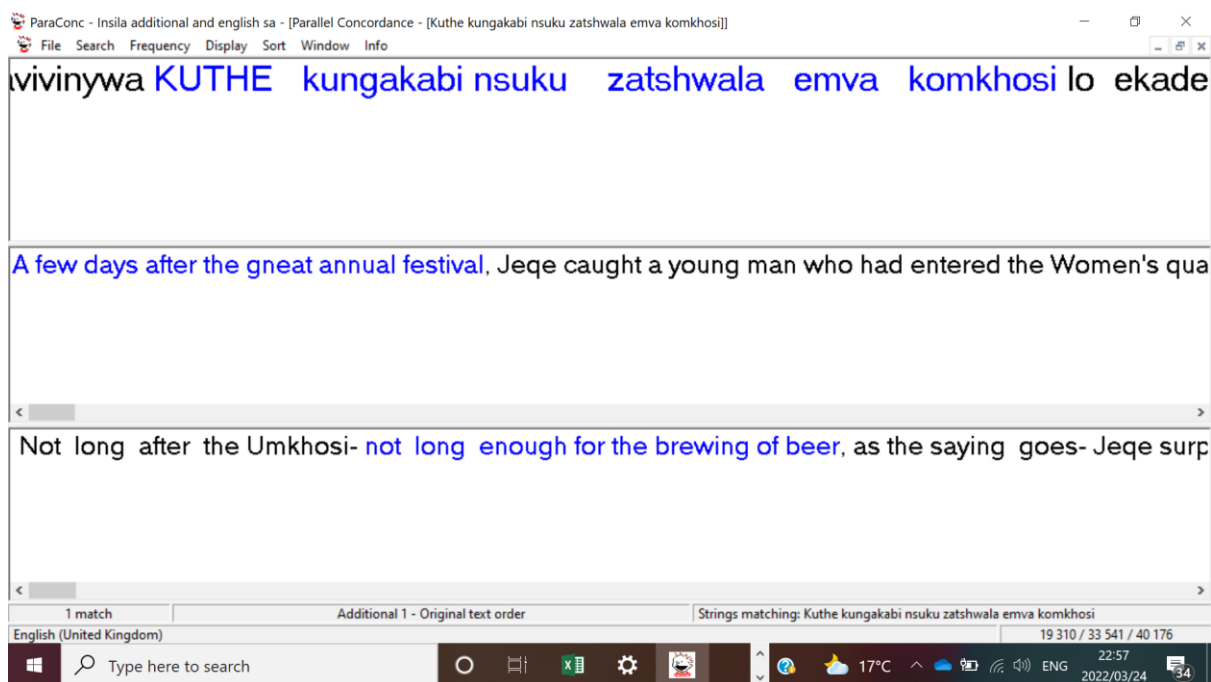 ParaConc - Insila additional and english sa - [Parallel Concordance - [Kuthe kungakabi nsuku zatshwala emva komkhosi]]
File Search Frequency Display Sort Window Info
vivinywa KUTHE kungakabi nsuku zatshwala emva komkhosi lo ekade
A few days after the gneat annual festival, Jeqe caught a young man who had entered the Women's qua
Not long after the Umkhosi- not long enough for the brewing of beer, as the saying goes- Jeqe surp
1 match Additional 1 - Original text order Strings matching: Kuthe kungakabi nsuku zatshwala emva komkhosi
English (United Kingdom) 19 310 / 33 541 / 40 176
Type here to search 17°C ENG 22:57
2022/03/24 34